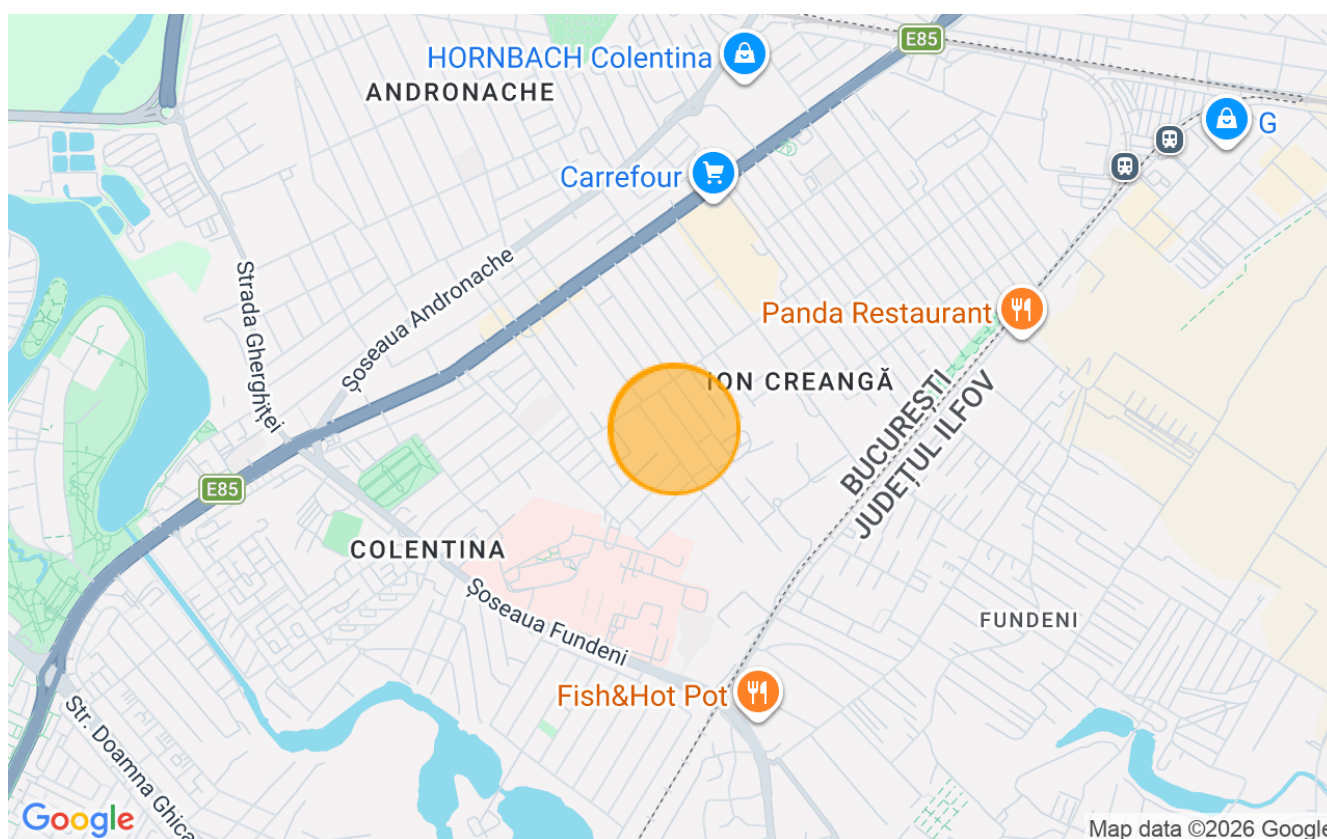 E85
HORNBACH Colentina
ANDRONACHE
G
Carrefour
Șoseaua Andronache
Strada Gherghiței
Panda Restaurant
ION CREANGĂ
BUCUREȘTI
JUDEȚUL ILFOV
E85
COLENTINA
Șoseaua Fundeni
FUNDENI
Fish&Hot Pot
Str. Doamna Ghica
Google
Map data ©2026 Google